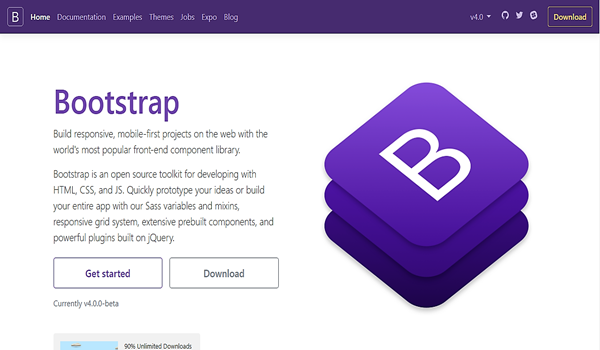 B Home Documentation Examples Themes Jobs Expo Blog v4.0 Download
Bootstrap
Build responsive, mobile-first projects on the web with the
world's most popular front-end component library.
Bootstrap is an open source toolkit for developing with
HTML, CSS, and JS. Quickly prototype your ideas or build
your entire app with our Sass variables and mixins,
responsive grid system, extensive prebuilt components, and
powerful plugins built on jQuery.
Get started Download
Currently v4.0.0-beta
90% Unlimited Downloads
B